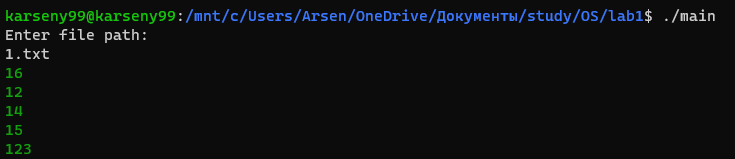 karseny99@karseny99:/mnt/c/Users/Arsen/OneDrive/Документы/study/OS/lab1$ ./main
Enter file path:
1.txt
16
12
14
15
123